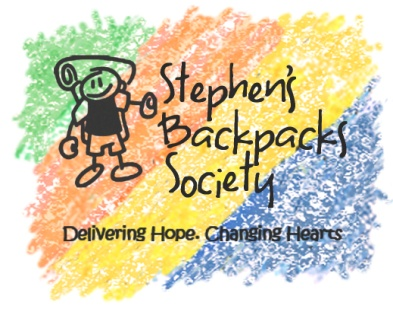 Stephen's
Backpacks
Society
Delivering Hope. Changing Hearts